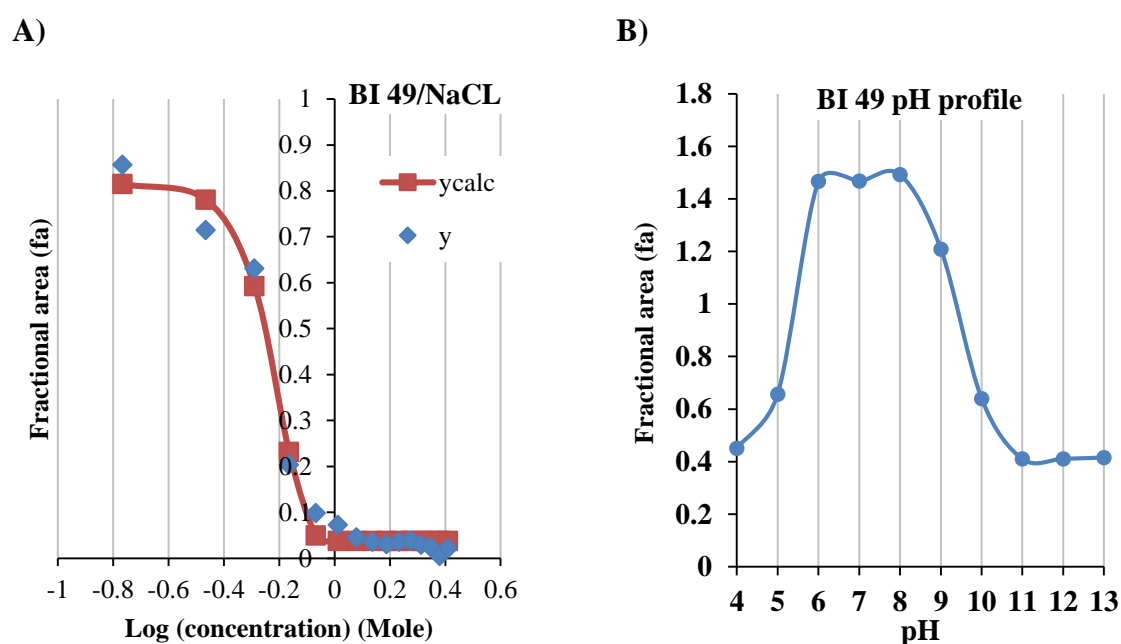 A)
BI 49/NaCL
Fractional area (fa)
1
0.9
0.8
0.7
0.6
0.5
0.4
0.3
0.2
0.1
0
ycalc
y
-1 -0.8 -0.6 -0.4 -0.2 0 0.2 0.4 0.6
Log (concentration) (Mole)
B)
BI 49 pH profile
Fractional area (fa)
1.8
1.6
1.4
1.2
1
0.8
0.6
0.4
0.2
0
4 5 6 7 8 9 10 11 12 13
pH